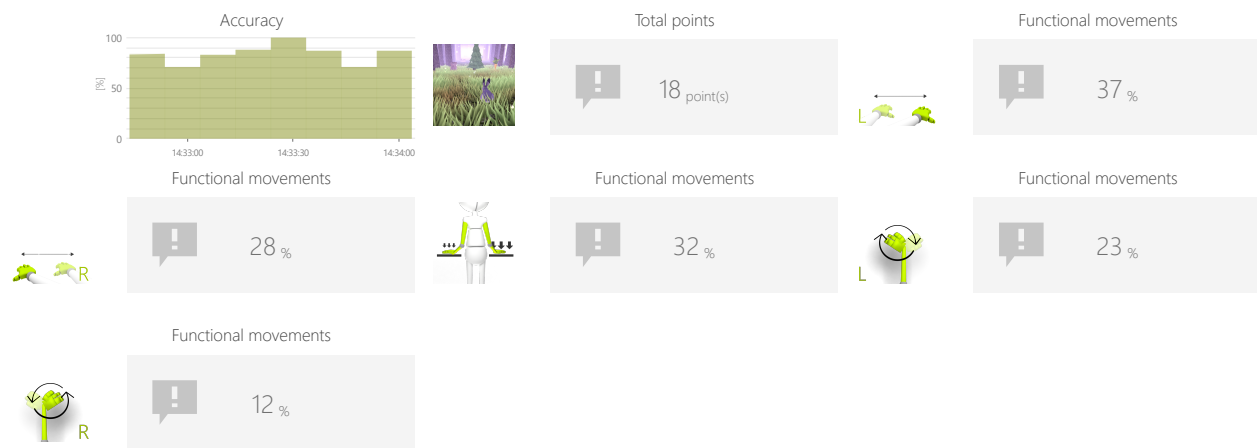 Accuracy
100
[%]
50
0
14:33:00
14:33:30
14:34:00
Total points
18 point(s)
Functional movements
L
37 %
Functional movements
R
28 %
Functional movements
32 %
Functional movements
L
23 %
Functional movements
R
12 %